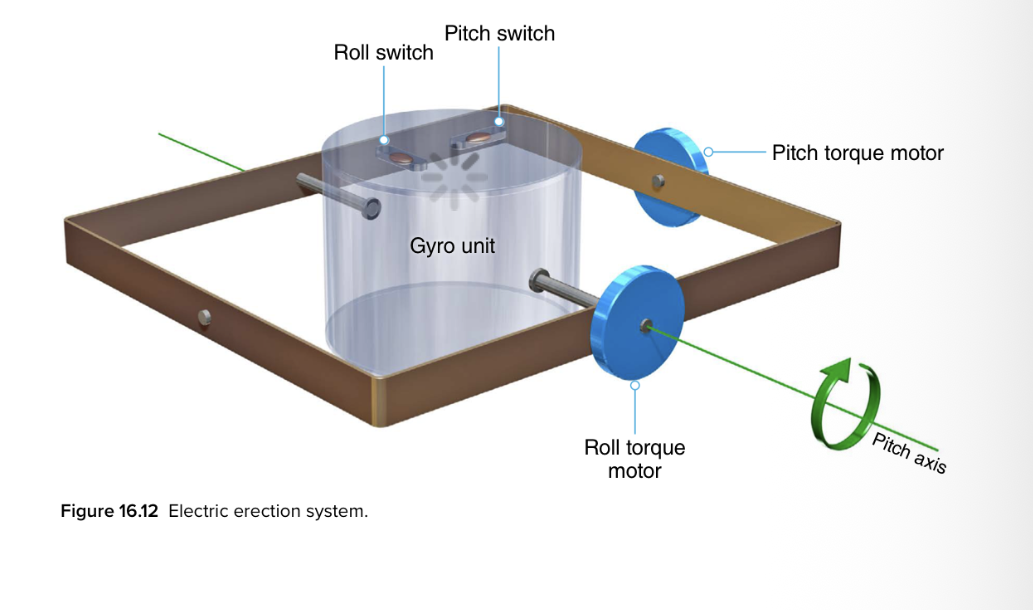 Pitch switch
Roll switch
Pitch torque motor
Gyro unit
Roll torque
motor
Pitch axis
Figure 16.12 Electric erection system.